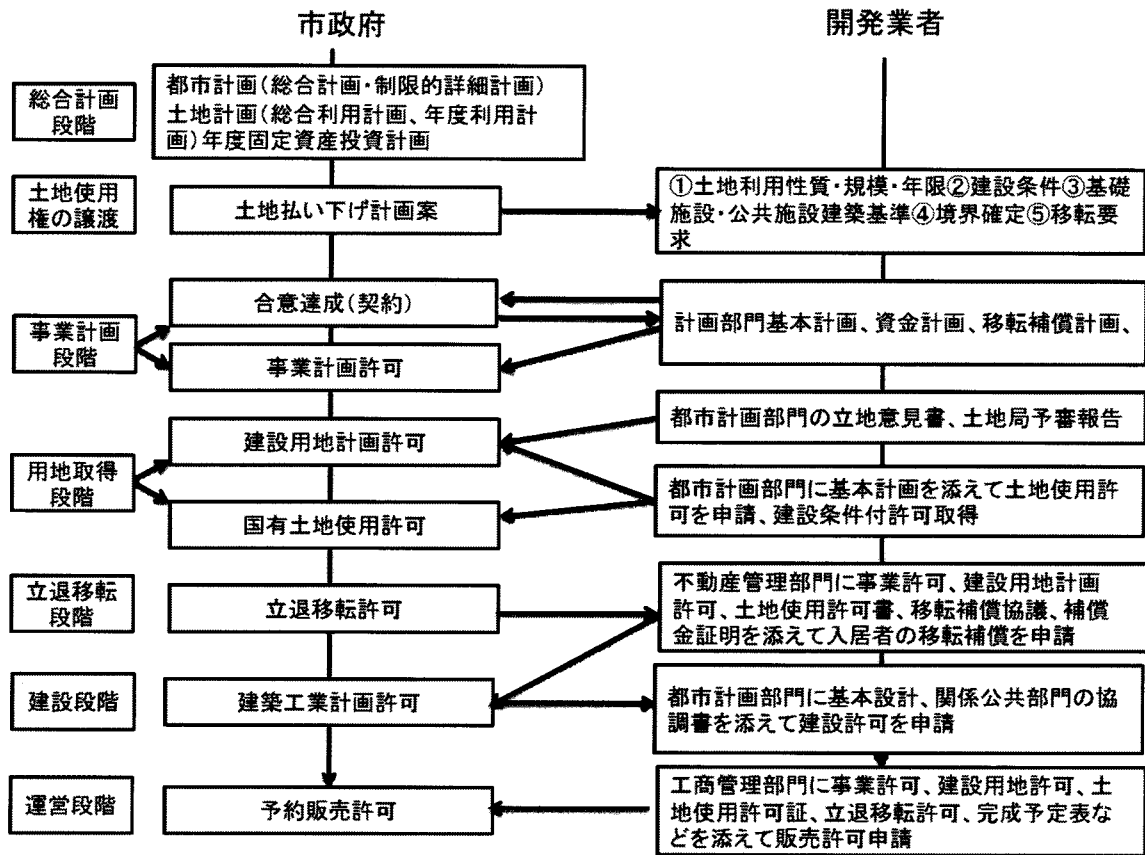 市政府
開発業者
総合計画
段階
都市計画(総合計画・制限的詳細計画)
土地計画(総合利用計画、年度利用計
画)年度固定資産投資計画
土地使用
権の譲渡
土地払い下げ計画案
①土地利用性質・規模・年限②建設条件③基礎
施設・公共施設建築基準④境界確定⑤移転要
求
事業計画
段階
合意達成(契約)
事業計画許可
計画部門基本計画、資金計画、移転補償計画、
用地取得
段階
建設用地計画許可
国有土地使用許可
都市計画部門の立地意見書、土地局予審報告
都市計画部門に基本計画を添えて土地使用許
可を申請、建設条件付許可取得
立退移転
段階
立退移転許可
不動産管理部門に事業許可、建設用地計画
許可、土地使用許可書、移転補償協議、補償
金証明を添えて入居者の移転補償を申請
建設段階
建築工業計画許可
都市計画部門に基本設計、関係公共部門の協
調書を添えて建設許可を申請
運営段階
予約販売許可
工商管理部門に事業許可、建設用地許可、土
地使用許可証、立退移転許可、完成予定表な
どを添えて販売許可申請